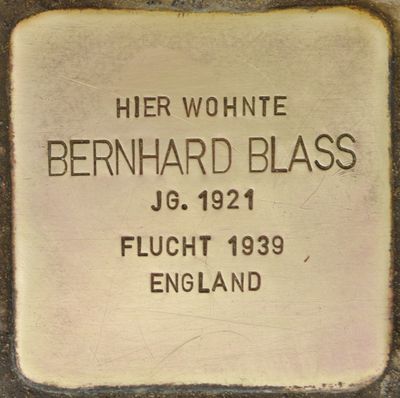 HIER WOHNTE
BERNHARD BLASS
JG. 1921
FLUCHT 1939
ENGLAND